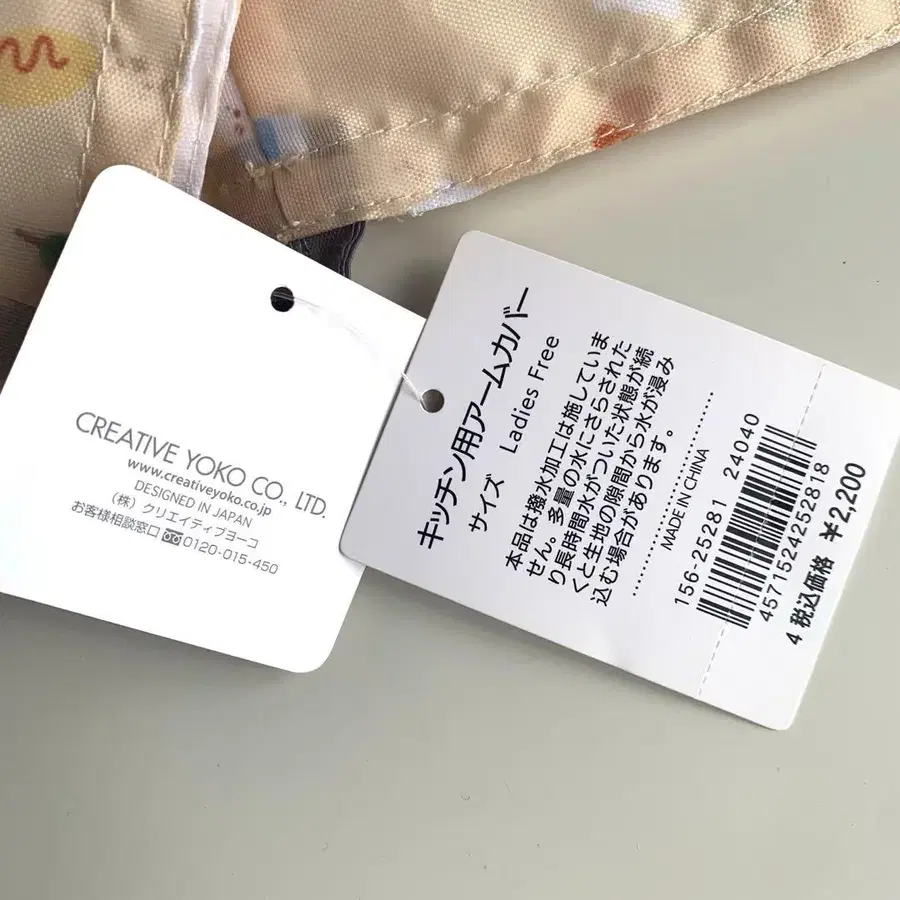 CREATIVE YOKO CO., LTD.
www.creativeyoko.co.jp
DESIGNED IN JAPAN
（株）クリエイティブヨーコ
お客様相談窓口 0120-015-450
キッチン用アームカバー
サイズ Ladies Free
本品は撥水加工は施していま
せん。多量の水にさらされた
り長時間水がついた状態が続
くと生地の隙間から水が浸み
込む場合があります。
MADE IN CHINA
156-25281 24040
4571524252818
4 税込価格 ¥2,200